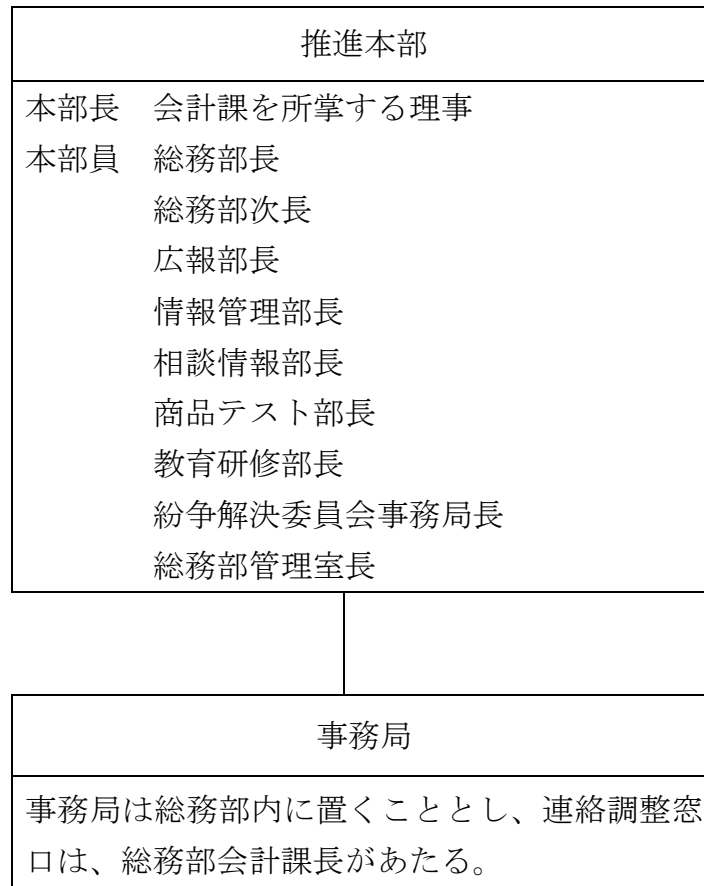 推進本部
本部長 会計課を所掌する理事
本部員 総務部長
総務部次長
広報部長
情報管理部長
相談情報部長
商品テスト部長
教育研修部長
紛争解決委員会事務局長
総務部管理室長
事務局
事務局は総務部内に置くこととし、連絡調整窓
口は、総務部会計課長があたる。